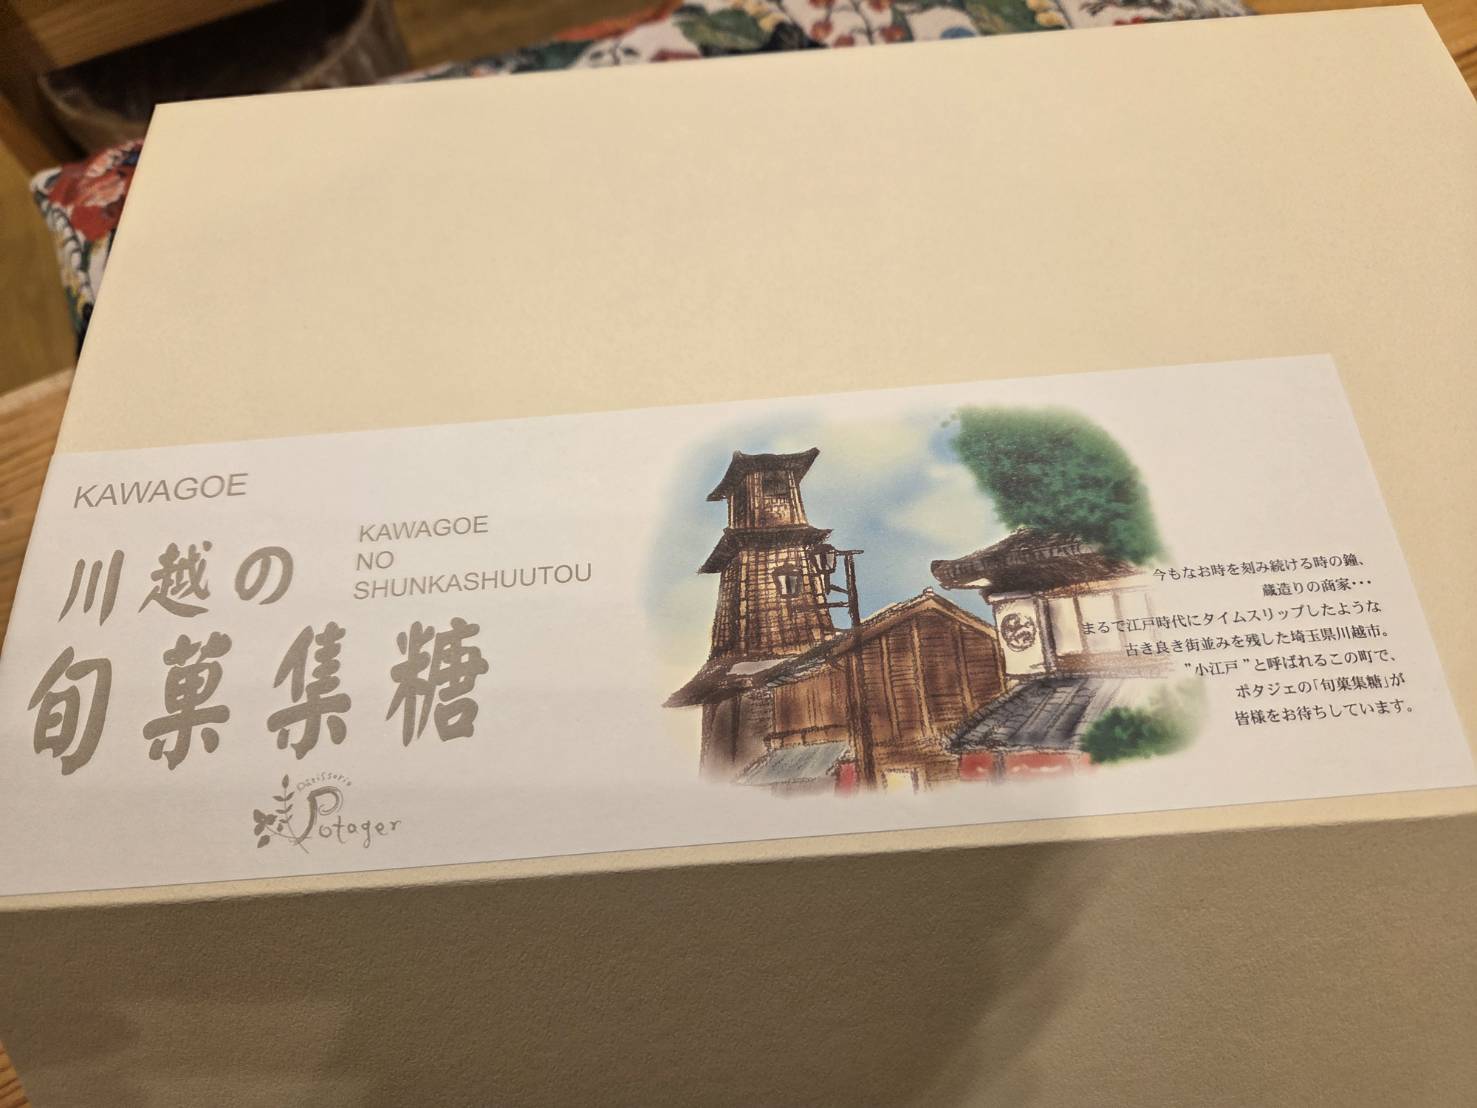 KAWAGOE
川越の
KAWAGOE
NO
SHUNKASHUUTOU
旬菓集糖
Patisserie
Potager
今もなお時を刻み続ける時の鐘、
蔵造りの商家･･･
まるで江戸時代にタイムスリップしたような
古き良き街並みを残した埼玉県川越市。
"小江戸"と呼ばれるこの町で、
ポタジェの｢旬菓集糖｣が
皆様をお待ちしています。